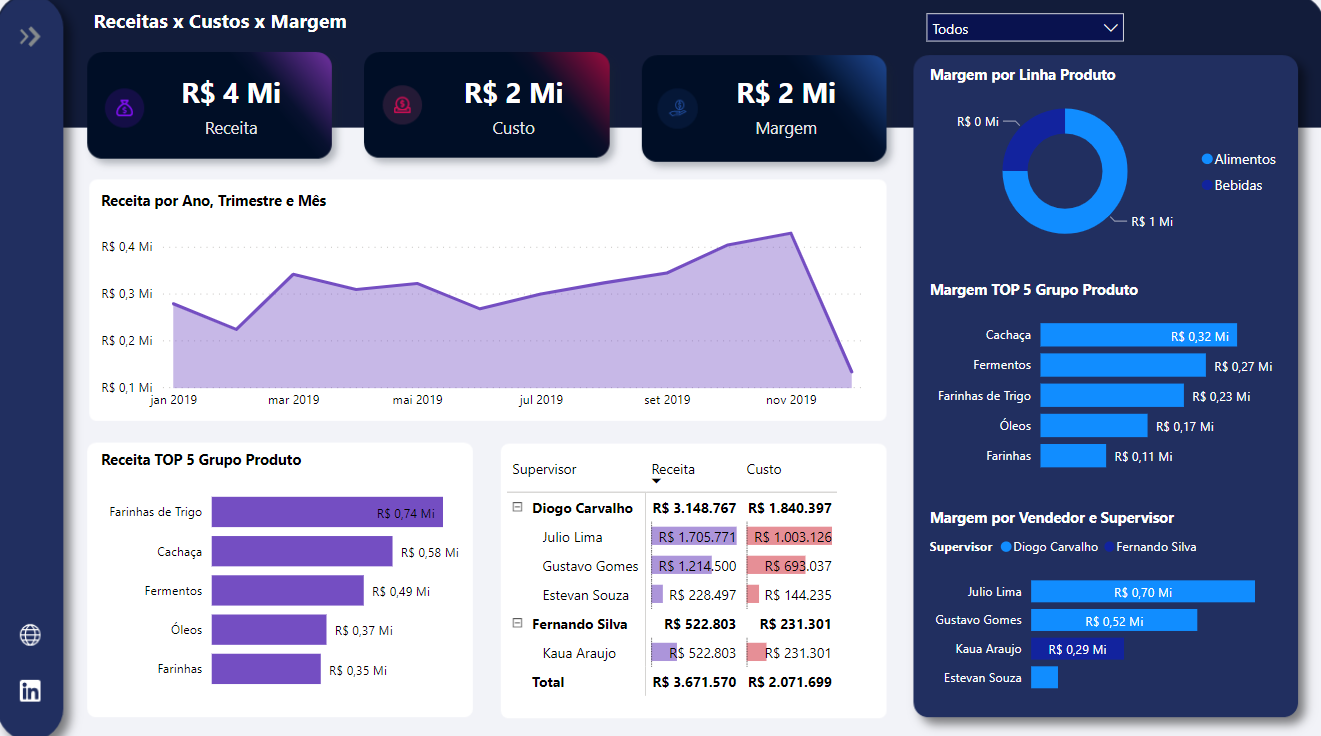 Receitas x Custos x Margem
Todos
R$ 4 Mi
Receita
R$ 2 Mi
Custo
R$ 2 Mi
Margem
Receita por Ano, Trimestre e Mês
R$ 0,4 Mi
R$ 0,3 Mi
R$ 0,2 Mi
R$ 0,1 Mi
jan 2019 mar 2019 mai 2019 jul 2019 set 2019 nov 2019
Receita TOP 5 Grupo Produto
Farinhas de Trigo R$ 0,74 Mi
Cachaça R$ 0,58 Mi
Fermentos R$ 0,49 Mi
Óleos R$ 0,37 Mi
Farinhas R$ 0,35 Mi
Supervisor Receita Custo
Diogo Carvalho R$ 3.148.767 R$ 1.840.397
Julio Lima R$ 1.705.771 R$ 1.003.126
Gustavo Gomes R$ 1.214.500 R$ 693.037
Estevan Souza R$ 228.497 R$ 144.235
Fernando Silva R$ 522.803 R$ 231.301
Kaua Araujo R$ 522.803 R$ 231.301
Total R$ 3.671.570 R$ 2.071.699
Margem por Linha Produto
R$ 0 Mi
Alimentos
Bebidas
R$ 1 Mi
Margem TOP 5 Grupo Produto
Cachaça R$ 0,32 Mi
Fermentos R$ 0,27 Mi
Farinhas de Trigo R$ 0,23 Mi
Óleos R$ 0,17 Mi
Farinhas R$ 0,11 Mi
Margem por Vendedor e Supervisor
Supervisor Diogo Carvalho Fernando Silva
Julio Lima R$ 0,70 Mi
Gustavo Gomes R$ 0,52 Mi
Kaua Araujo R$ 0,29 Mi
Estevan Souza
in